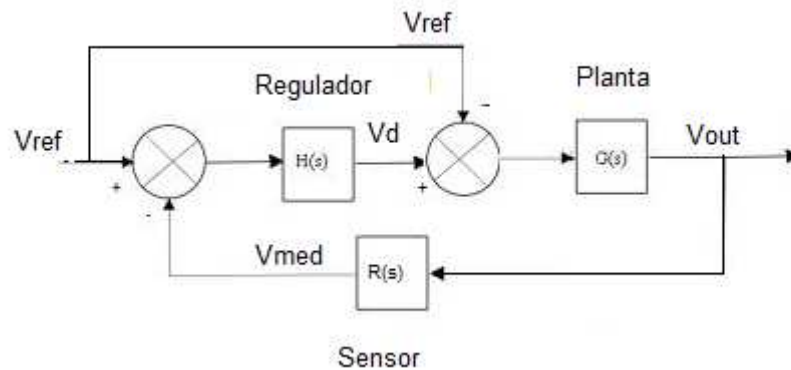 Vref
Regulador
Planta
Vref
H(s)
Vd
G(s)
Vout
+
-
+
-
Vmed
R(s)
Sensor